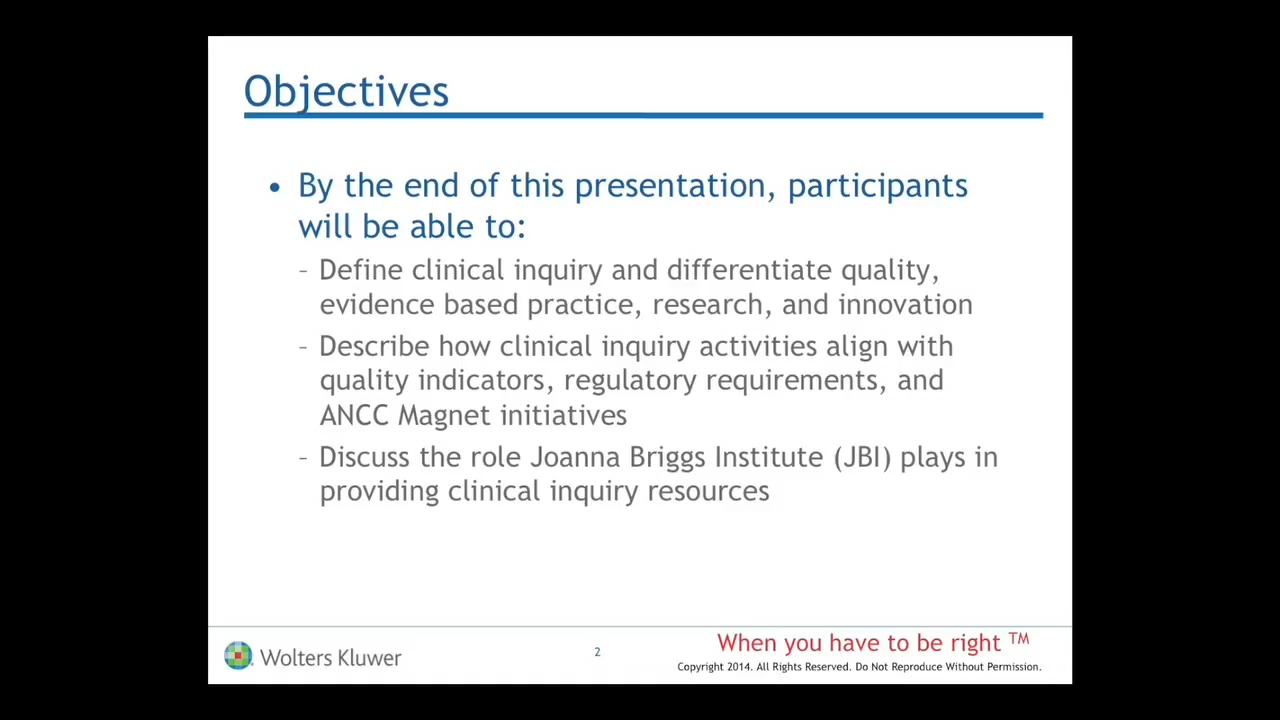 Objectives
• By the end of this presentation, participants
will be able to:
– Define clinical inquiry and differentiate quality,
evidence based practice, research, and innovation
– Describe how clinical inquiry activities align with
quality indicators, regulatory requirements, and
ANCC Magnet initiatives
– Discuss the role Joanna Briggs Institute (JBI) plays in
providing clinical inquiry resources
Wolters Kluwer
2
When you have to be right TM
Copyright 2014. All Rights Reserved. Do Not Reproduce Without Permission.